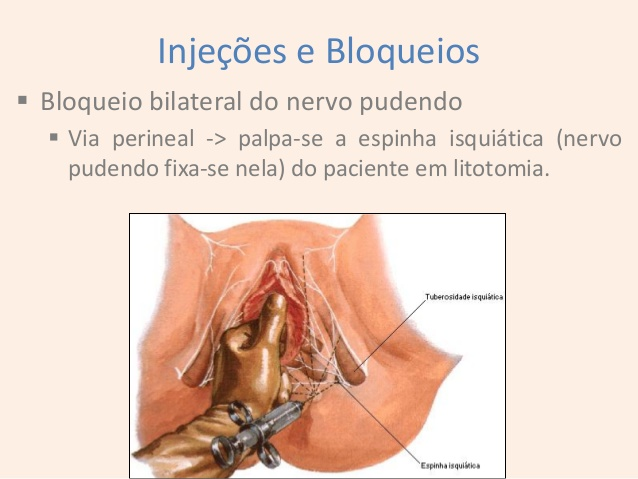 Injeções e Bloqueios
▪ Bloqueio bilateral do nervo pudendo
▪ Via perineal -> palpa-se a espinha isquiática (nervo
pudendo fixa-se nela) do paciente em litotomia.
Tuberosidade isquiática
Espinha isquiática